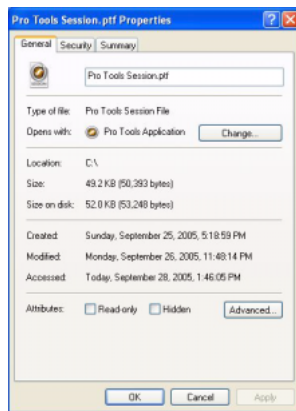 Pro Tools Session.ptf Properties
General Security Summary
Pro Tools Session.ptf
Type of file: Pro Tools Session File
Opens with: Pro Tools Application Change...
Location: C:\
Size: 49.2 KB (50,393 bytes)
Size on disk: 52.0 KB (53,248 bytes)
Created: Sunday, September 25, 2005, 5:18:59 PM
Modified: Monday, September 26, 2005, 11:48:14 PM
Accessed: Today, September 28, 2005, 1:46:05 PM
Attributes: Read-only Hidden Advanced...
OK Cancel Apply